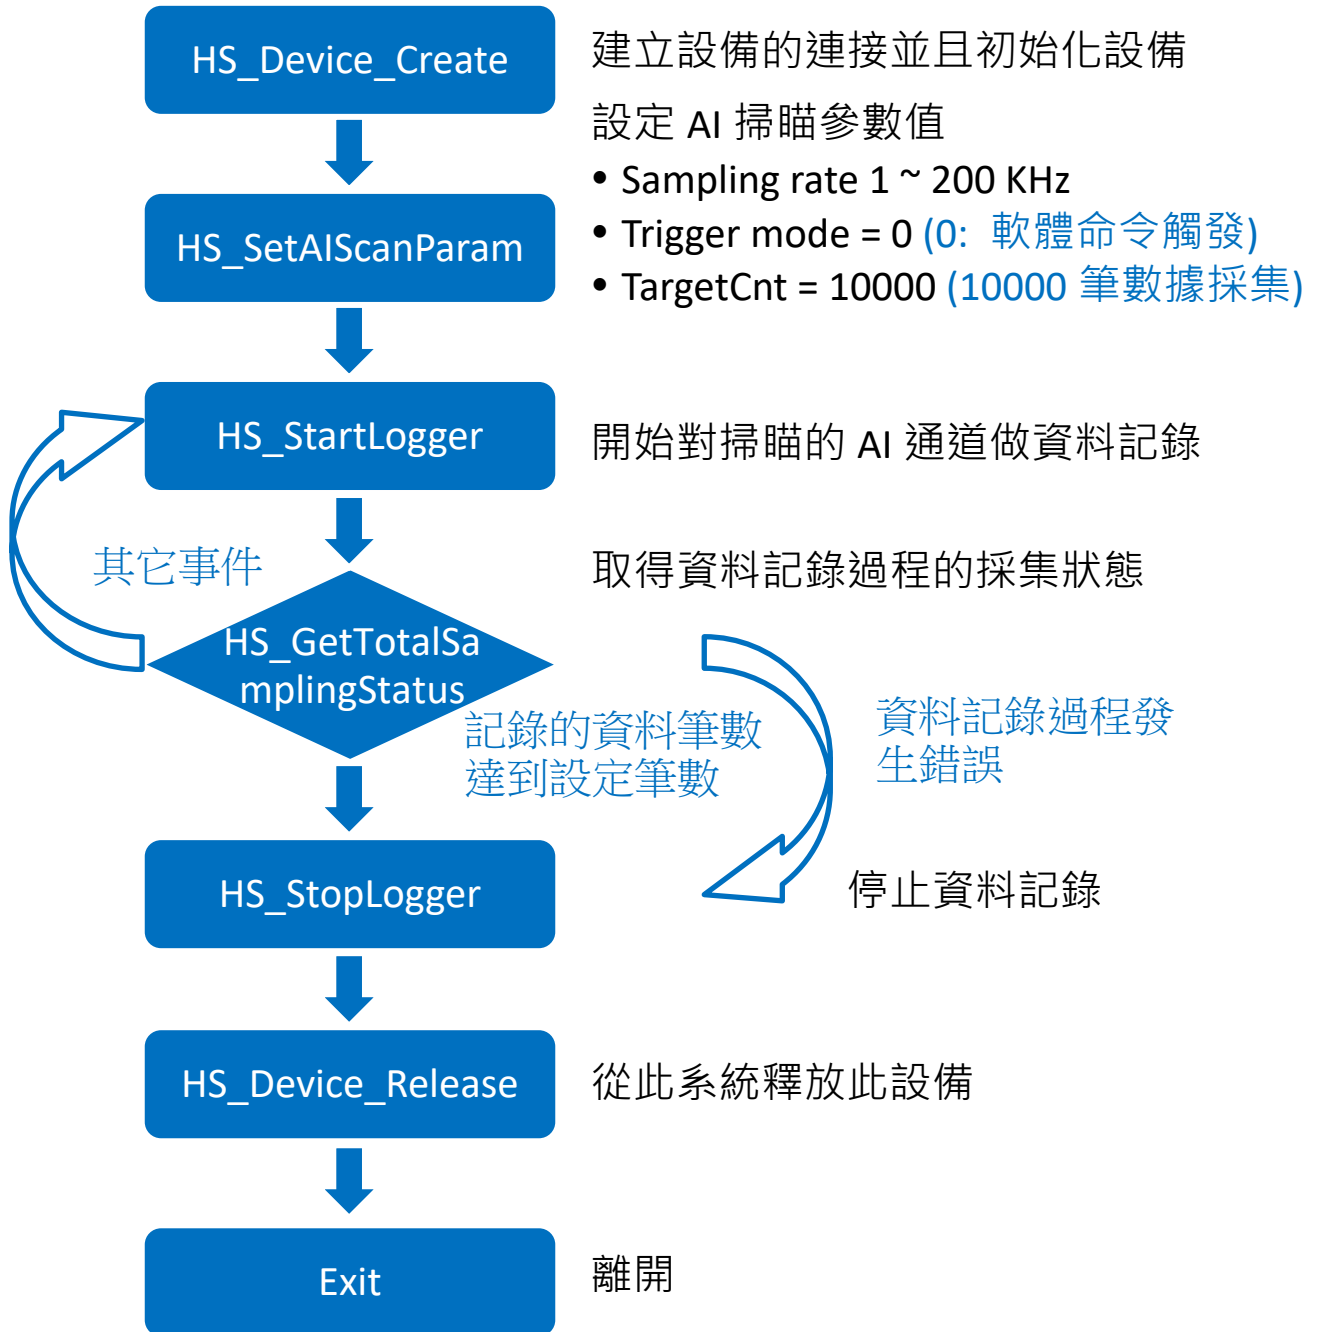 HS_Device_Create
建立設備的連接並且初始化設備
設定 AI 掃瞄參數值
• Sampling rate 1 ~ 200 KHz
HS_SetAIScanParam
• Trigger mode = 0 (0: 軟體命令觸發)
• TargetCnt = 10000 (10000 筆數據採集)
HS_StartLogger
開始對掃瞄的 AI 通道做資料記錄
其它事件
取得資料記錄過程的採集狀態
HS_GetTotalSa
mplingStatus
記錄的資料筆數
達到設定筆數
資料記錄過程發
生錯誤
HS_StopLogger
停止資料記錄
HS_Device_Release
從此系統釋放此設備
Exit
離開